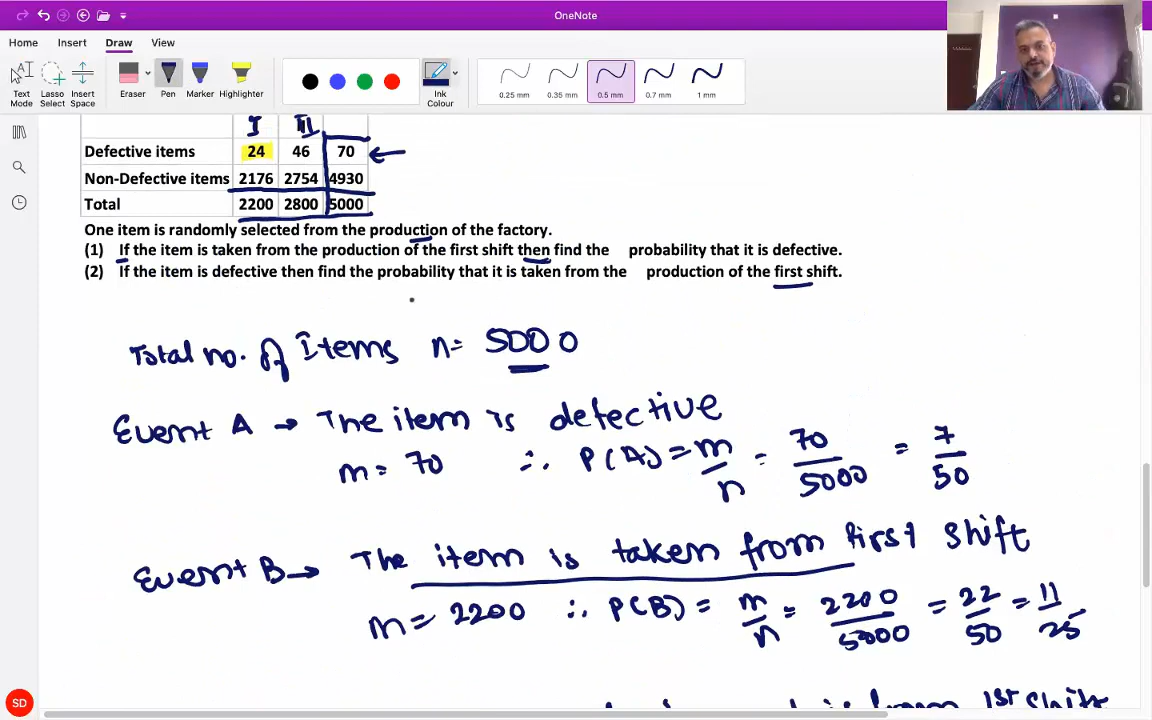 OneNote
Home Insert Draw View
Text Mode
Lasso Select
Insert Space
Eraser
Pen
Marker
Highlighter
Ink Colour
0.25 mm 0.35 mm 0.5 mm 0.7 mm 1 mm
I II
Defective items 24 46 70
Non-Defective items 2176 2754 4930
Total 2200 2800 5000
One item is randomly selected from the production of the factory.
(1) If the item is taken from the production of the first shift then find the probability that it is defective.
(2) If the item is defective then find the probability that it is taken from the production of the first shift.
Total no. of Items n = 5000
Event A → The item is defective
m = 70 ∴ P(A) = m/n = 70/5000 = 7/50
Event B → The item is taken from first shift
m = 2200 ∴ P(B) = m/n = 2200/5000 = 22/50 = 11/25
is from 1st shift
SD